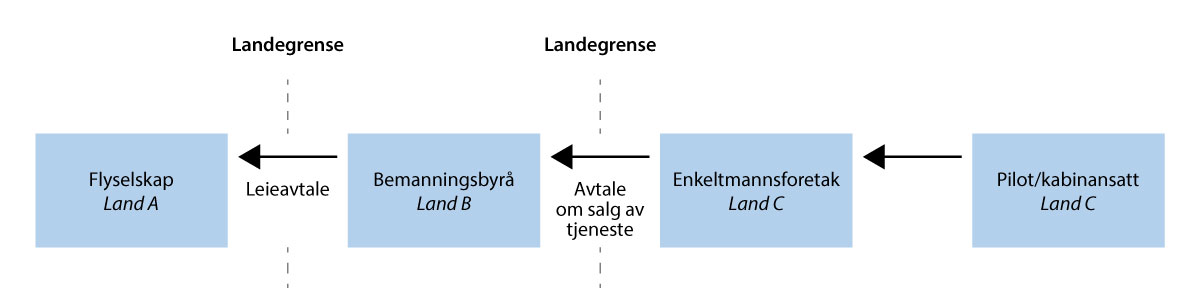 Landegrense
Landegrense
Flyselskap
Land A
Leieavtale
Bemanningsbyrå
Land B
Avtale
om salg av
tjeneste
Enkeltmannsforetak
Land C
Pilot/kabinansatt
Land C